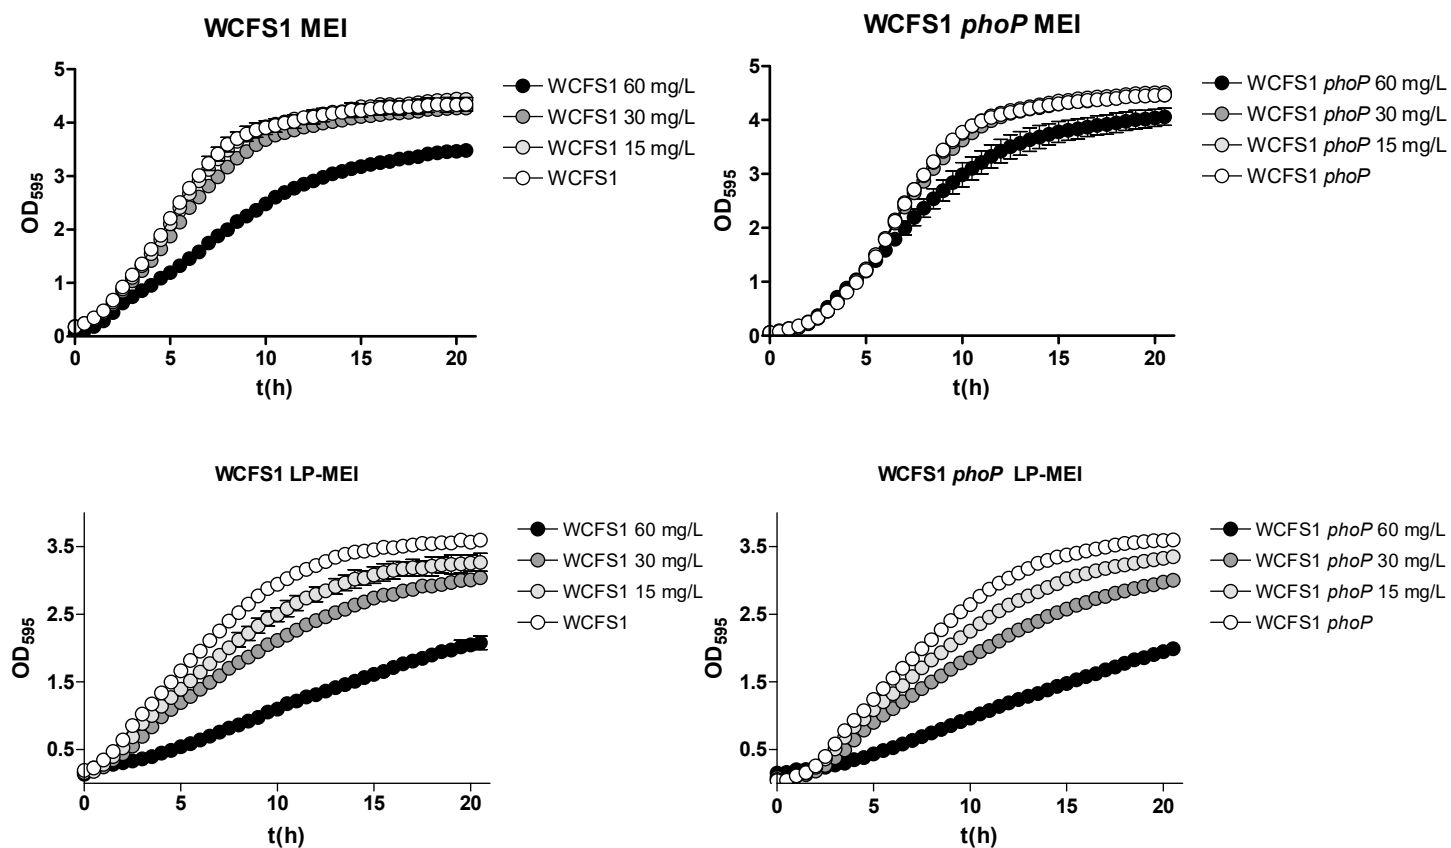 WCFS1 MEI
5
4
3
2
1
0
OD595
0
5
10
15
20
t(h)
WCFS1 60 mg/L
WCFS1 30 mg/L
WCFS1 15 mg/L
WCFS1
WCFS1 phoP MEI
5
4
3
2
1
0
OD595
0
5
10
15
20
t(h)
WCFS1 phoP 60 mg/L
WCFS1 phoP 30 mg/L
WCFS1 phoP 15 mg/L
WCFS1 phoP
WCFS1 LP-MEI
3.5
2.5
1.5
0.5
OD595
0
5
10
15
20
t(h)
WCFS1 60 mg/L
WCFS1 30 mg/L
WCFS1 15 mg/L
WCFS1
WCFS1 phoP LP-MEI
3.5
2.5
1.5
0.5
OD595
0
5
10
15
20
t(h)
WCFS1 phoP 60 mg/L
WCFS1 phoP 30 mg/L
WCFS1 phoP 15 mg/L
WCFS1 phoP